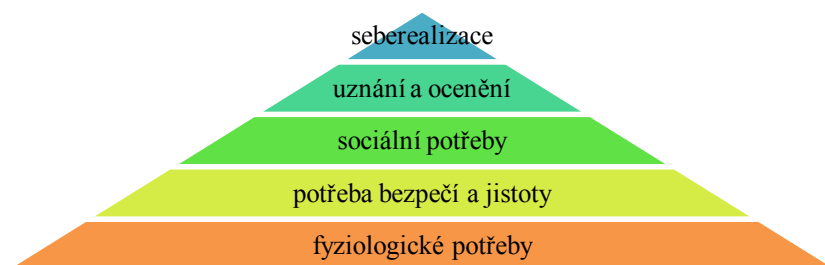 seberealizace
uznání a ocenění
sociální potřeby
potřeba bezpečí a jistoty
fyziologické potřeby